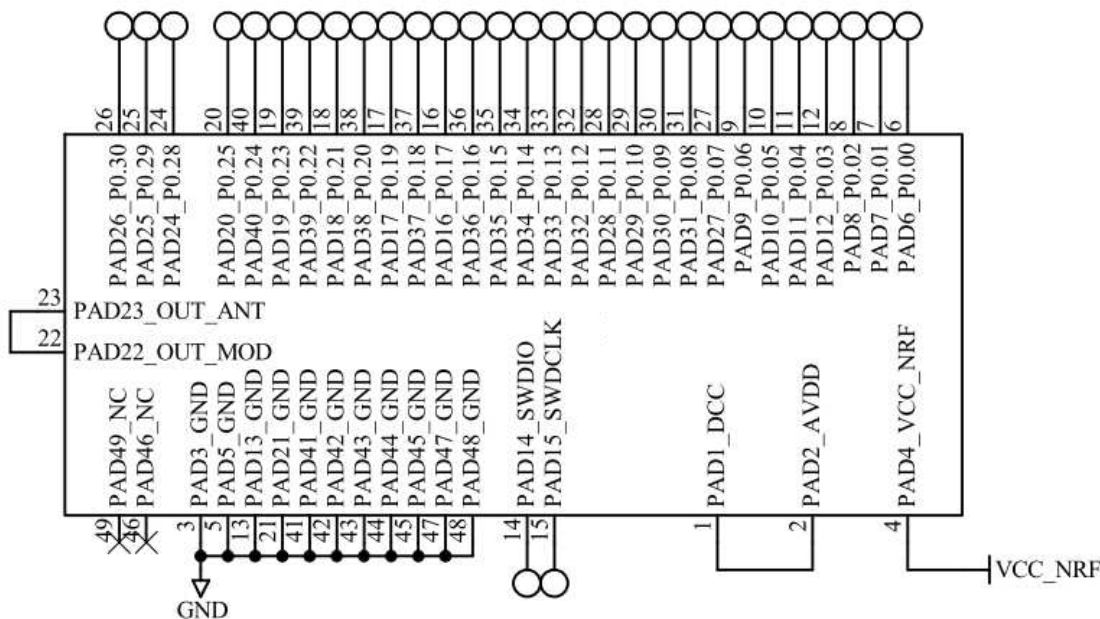 26
25
24
20
40
19
39
18
38
17
37
16
36
35
34
33
32
28
29
30
31
27
9
10
11
12
8
7
6
PAD26_P0.30
PAD25_P0.29
PAD24_P0.28
PAD20_P0.25
PAD40_P0.24
PAD19_P0.23
PAD39_P0.22
PAD18_P0.21
PAD38_P0.20
PAD17_P0.19
PAD37_P0.18
PAD16_P0.17
PAD36_P0.16
PAD35_P0.15
PAD34_P0.14
PAD33_P0.13
PAD32_P0.12
PAD28_P0.11
PAD29_P0.10
PAD30_P0.09
PAD31_P0.08
PAD27_P0.07
PAD9_P0.06
PAD10_P0.05
PAD11_P0.04
PAD12_P0.03
PAD8_P0.02
PAD7_P0.01
PAD6_P0.00
23
PAD23_OUT_ANT
22
PAD22_OUT_MOD
PAD49_NC
PAD46_NC
PAD3_GND
PAD5_GND
PAD13_GND
PAD21_GND
PAD41_GND
PAD42_GND
PAD43_GND
PAD44_GND
PAD45_GND
PAD47_GND
PAD48_GND
PAD14_SWDIO
PAD15_SWDCLK
PAD1_DCC
PAD2_AVDD
PAD4_VCC_NRF
49
46
3
5
13
21
41
42
43
44
45
47
48
14
15
1
2
4
VCC_NRF
GND